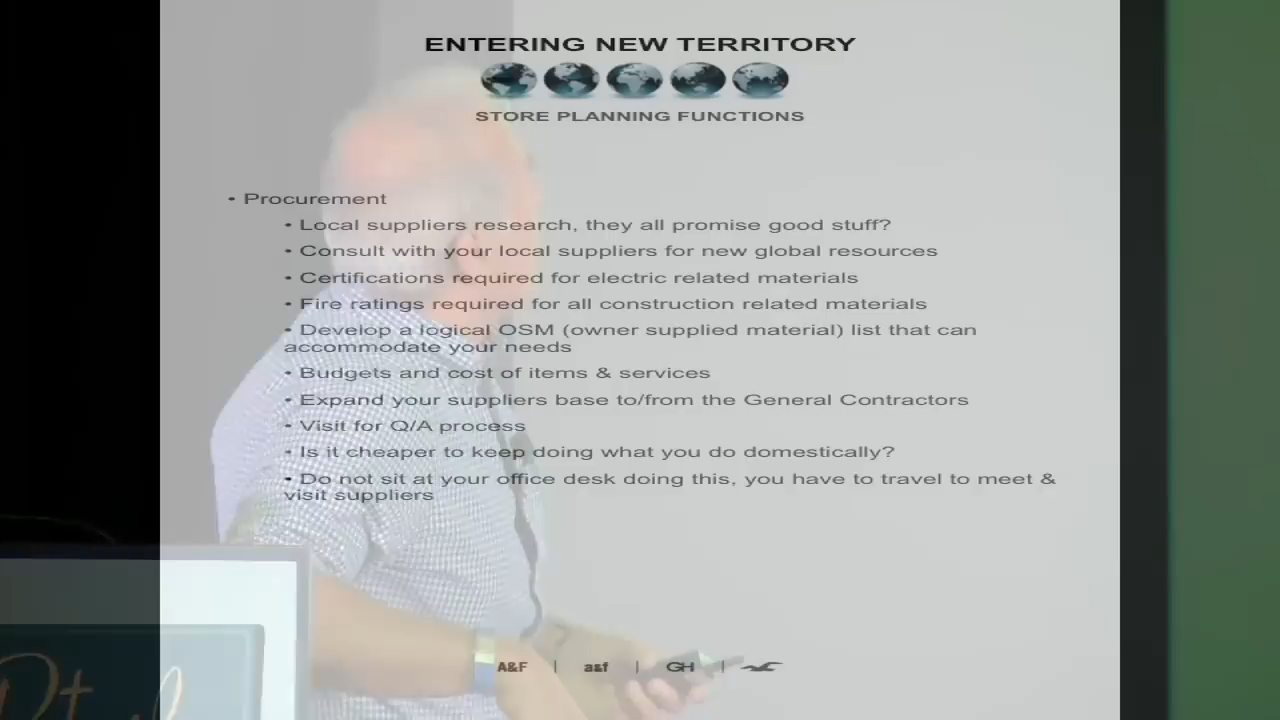 ENTERING NEW TERRITORY
STORE PLANNING FUNCTIONS
• Procurement
• Local suppliers research, they all promise good stuff?
• Consult with your local suppliers for new global resources
• Certifications required for electric related materials
• Fire ratings required for all construction related materials
• Develop a logical OSM (owner supplied material) list that can
accommodate your needs
• Budgets and cost of items & services
• Expand your suppliers base to/from the General Contractors
• Visit for Q/A process
• Is it cheaper to keep doing what you do domestically?
• Do not sit at your office desk doing this, you have to travel to meet &
visit suppliers
A&F | a&f | GH |